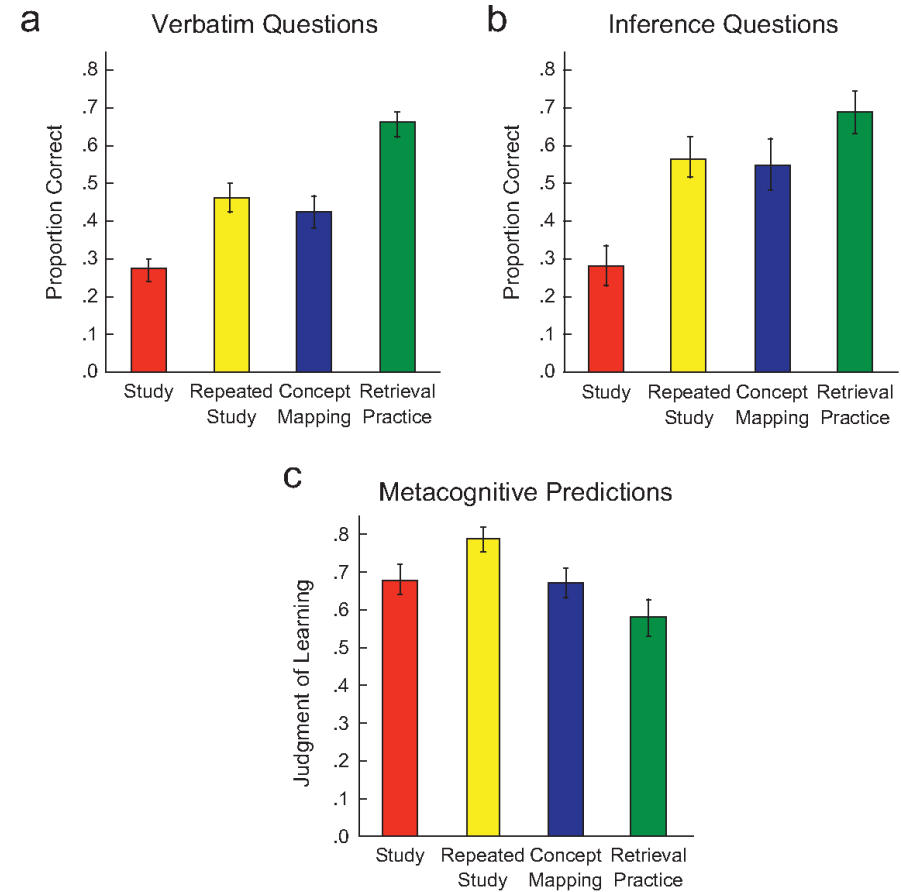 a
Verbatim Questions
Proportion Correct
.8
.7
.6
.5
.4
.3
.2
.1
.0
Study
Repeated
Study
Concept
Mapping
Retrieval
Practice
b
Inference Questions
Proportion Correct
.8
.7
.6
.5
.4
.3
.2
.1
.0
Study
Repeated
Study
Concept
Mapping
Retrieval
Practice
c
Metacognitive Predictions
Judgment of Learning
.8
.7
.6
.5
.4
.3
.2
.1
.0
Study
Repeated
Study
Concept
Mapping
Retrieval
Practice